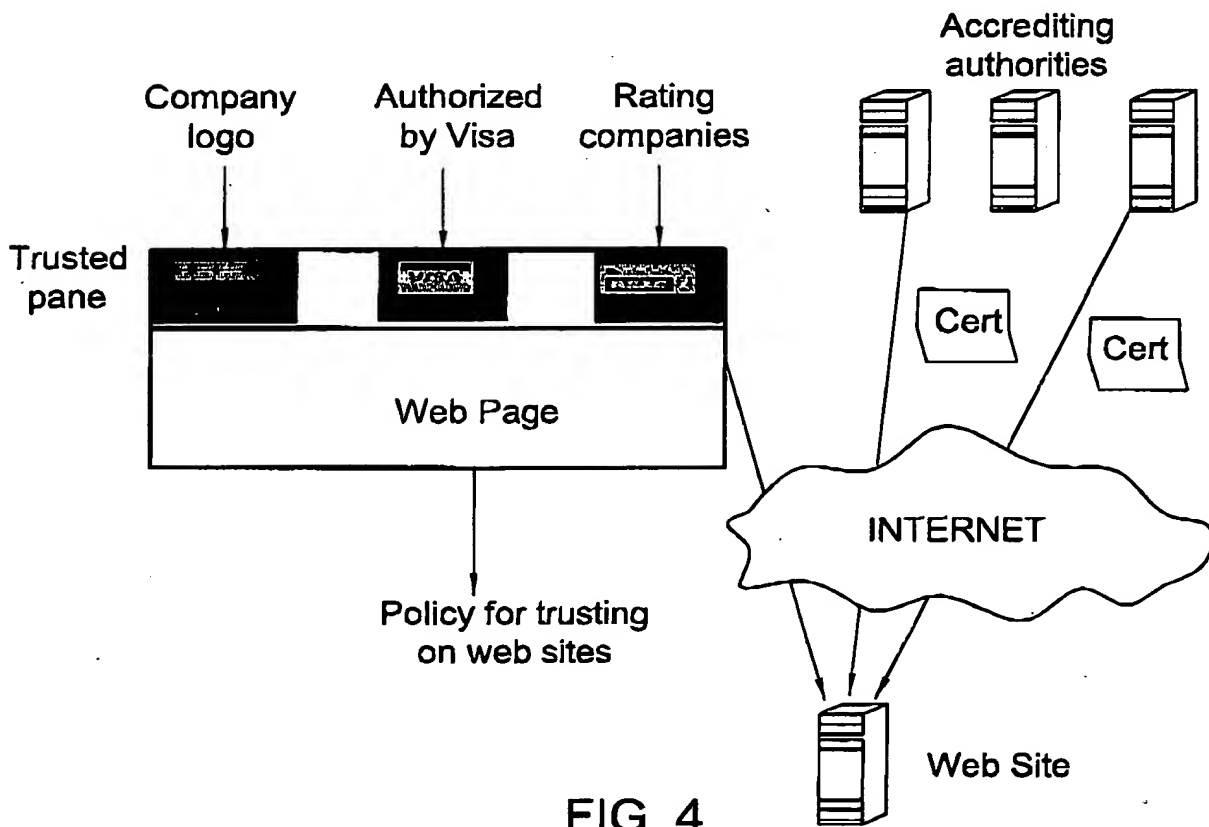 Accrediting
authorities
Company
logo
Authorized
by Visa
Rating
companies
Trusted
pane
VISA
Cert
Cert
Web Page
INTERNET
Policy for trusting
on web sites
Web Site
FIG. 4